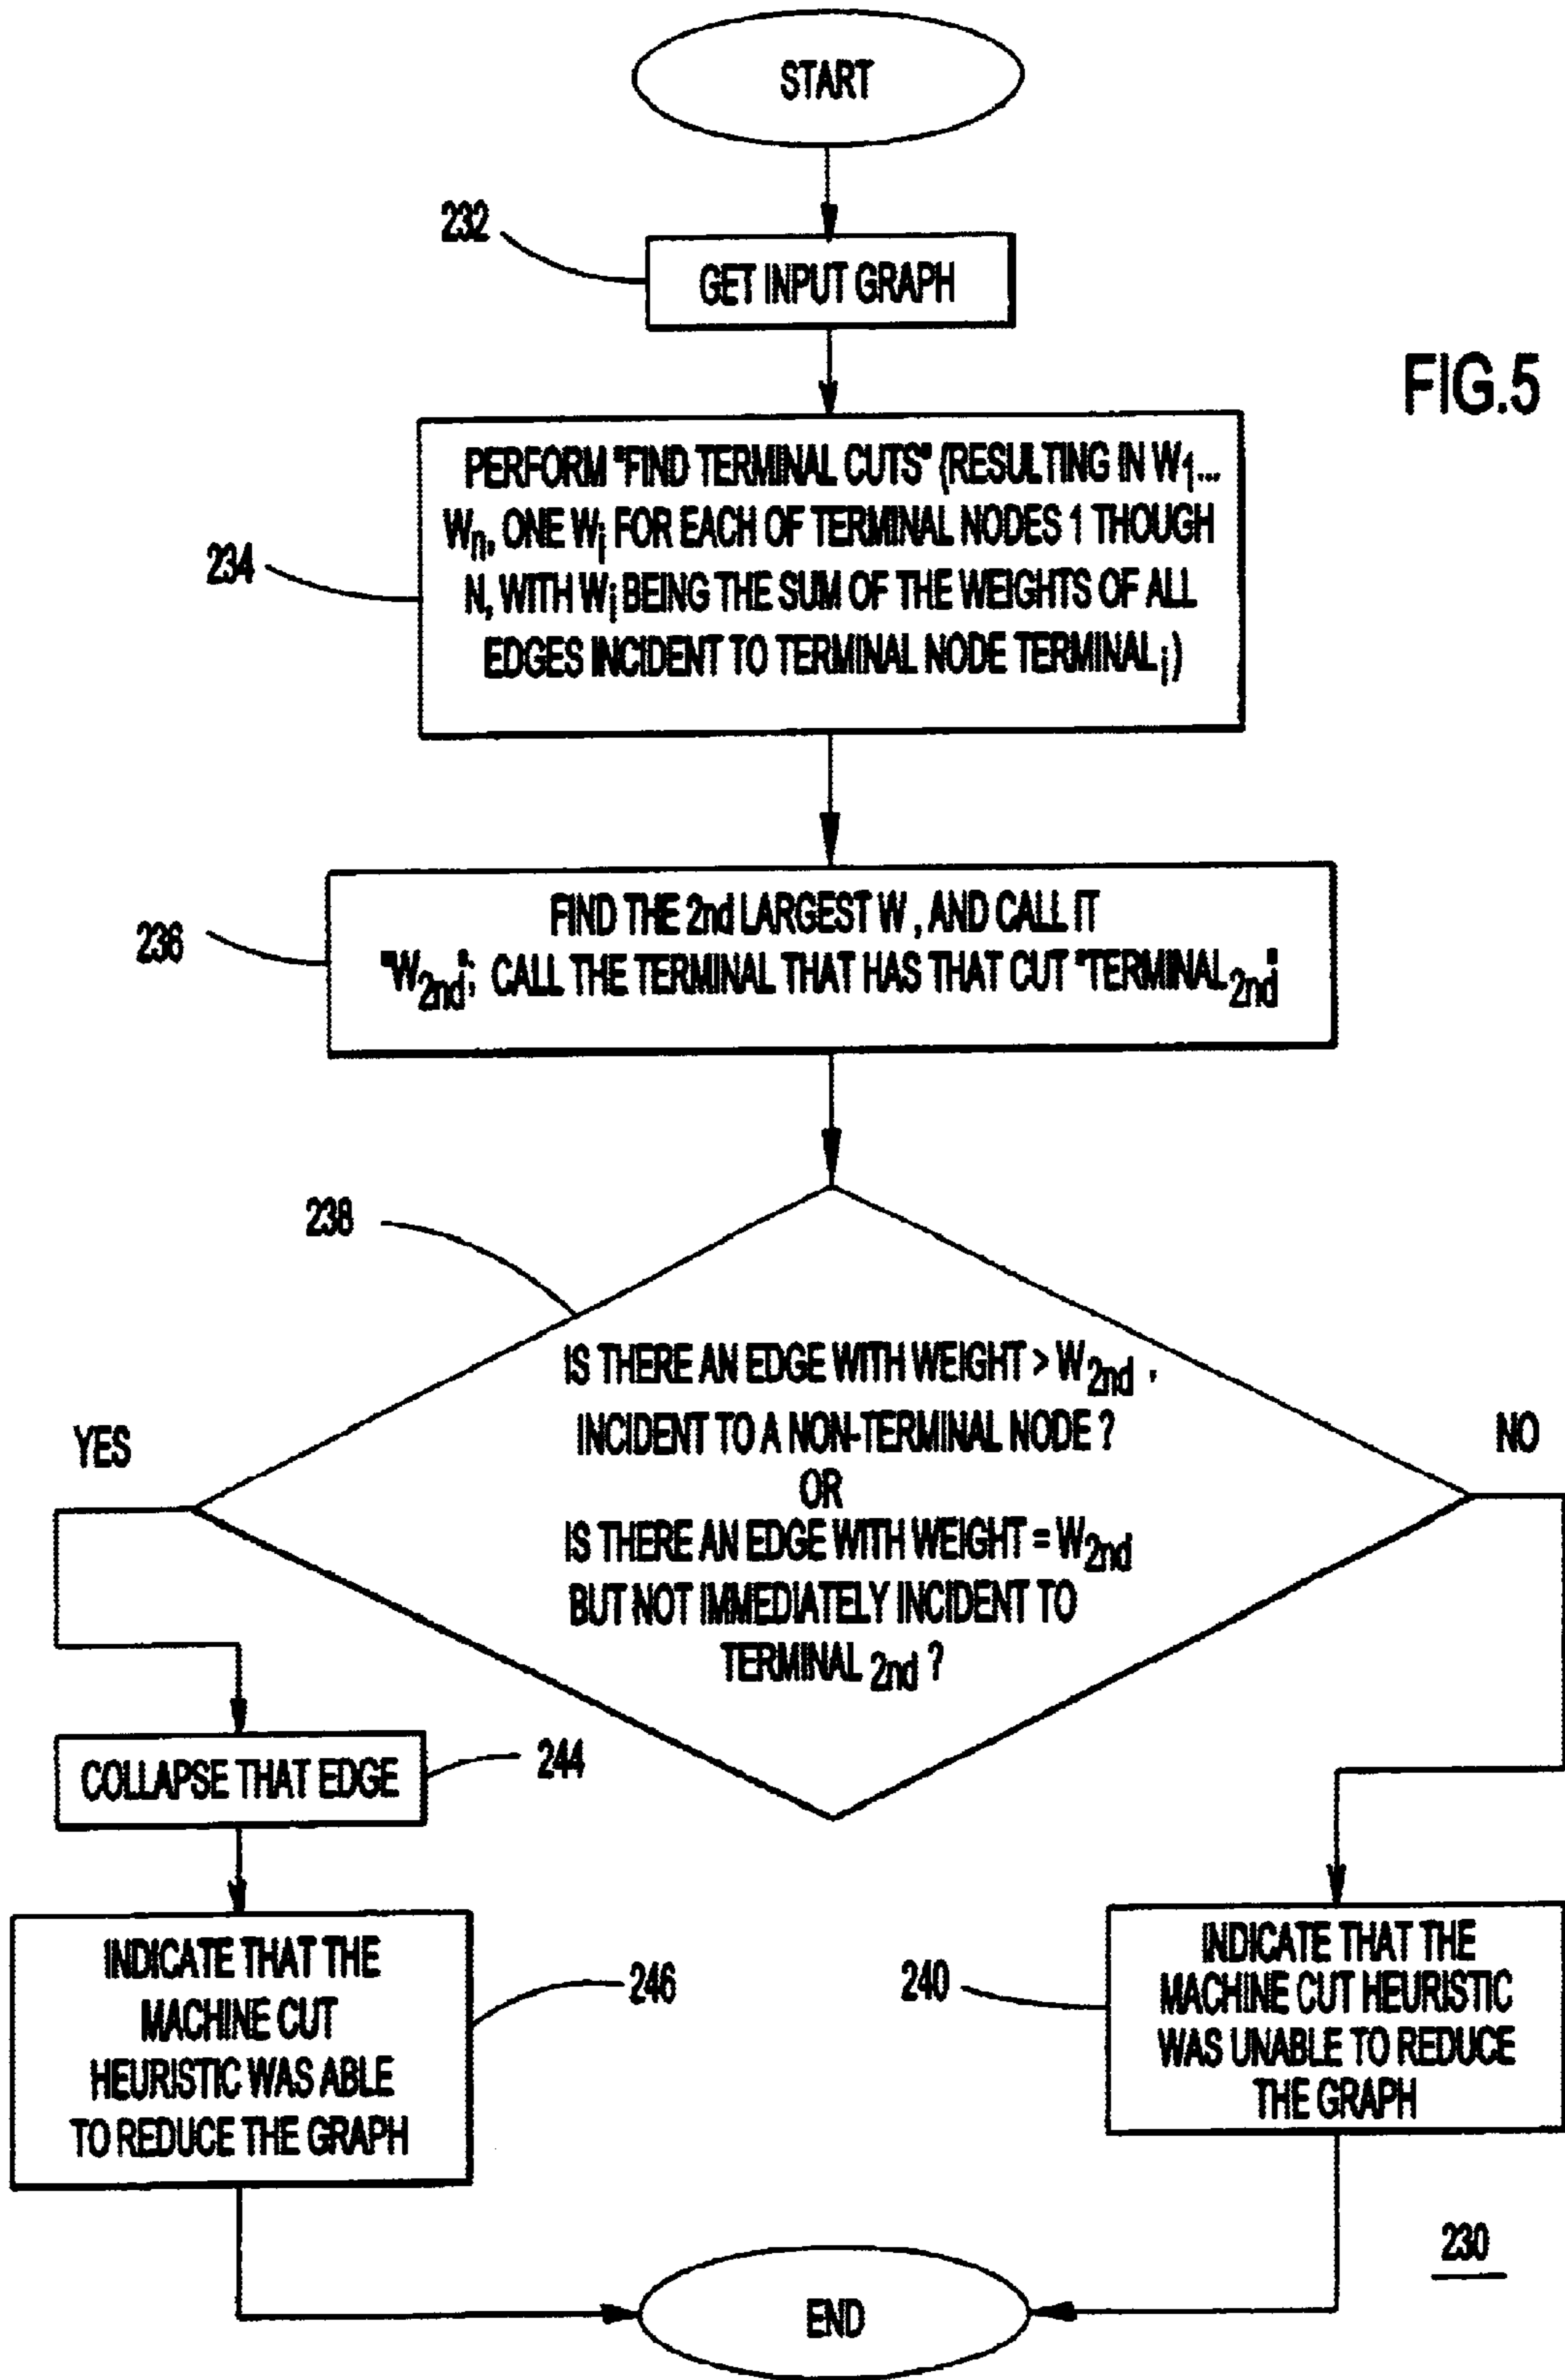 START
232
GET INPUT GRAPH
FIG.5
PERFORM "FIND TERMINAL CUTS" (RESULTING IN W1...
Wn, ONE Wi FOR EACH OF TERMINAL NODES 1 THOUGH
N, WITH Wi BEING THE SUM OF THE WEIGHTS OF ALL
EDGES INCIDENT TO TERMINAL NODE TERMINALi)
234
FIND THE 2nd LARGEST W, AND CALL IT
"W2nd"; CALL THE TERMINAL THAT HAS THAT CUT "TERMINAL2nd"
236
238
IS THERE AN EDGE WITH WEIGHT > W2nd,
INCIDENT TO A NON-TERMINAL NODE ?
OR
IS THERE AN EDGE WITH WEIGHT = W2nd
BUT NOT IMMEDIATELY INCIDENT TO
TERMINAL 2nd ?
YES
NO
COLLAPSE THAT EDGE
244
INDICATE THAT THE
MACHINE CUT
HEURISTIC WAS ABLE
TO REDUCE THE GRAPH
246
240
INDICATE THAT THE
MACHINE CUT HEURISTIC
WAS UNABLE TO REDUCE
THE GRAPH
230
END